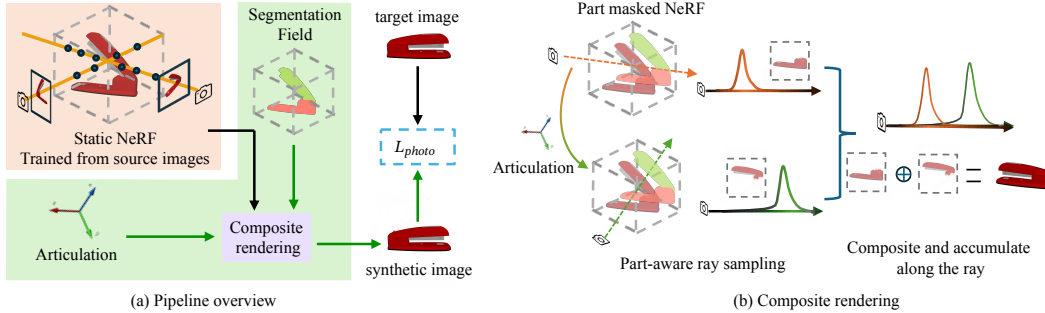 Static NeRF
Trained from source images
Segmentation
Field
target image
L_photo
Articulation
Composite
rendering
synthetic image
(a) Pipeline overview
Part masked NeRF
Articulation
Part-aware ray sampling
Composite and accumulate
along the ray
(b) Composite rendering